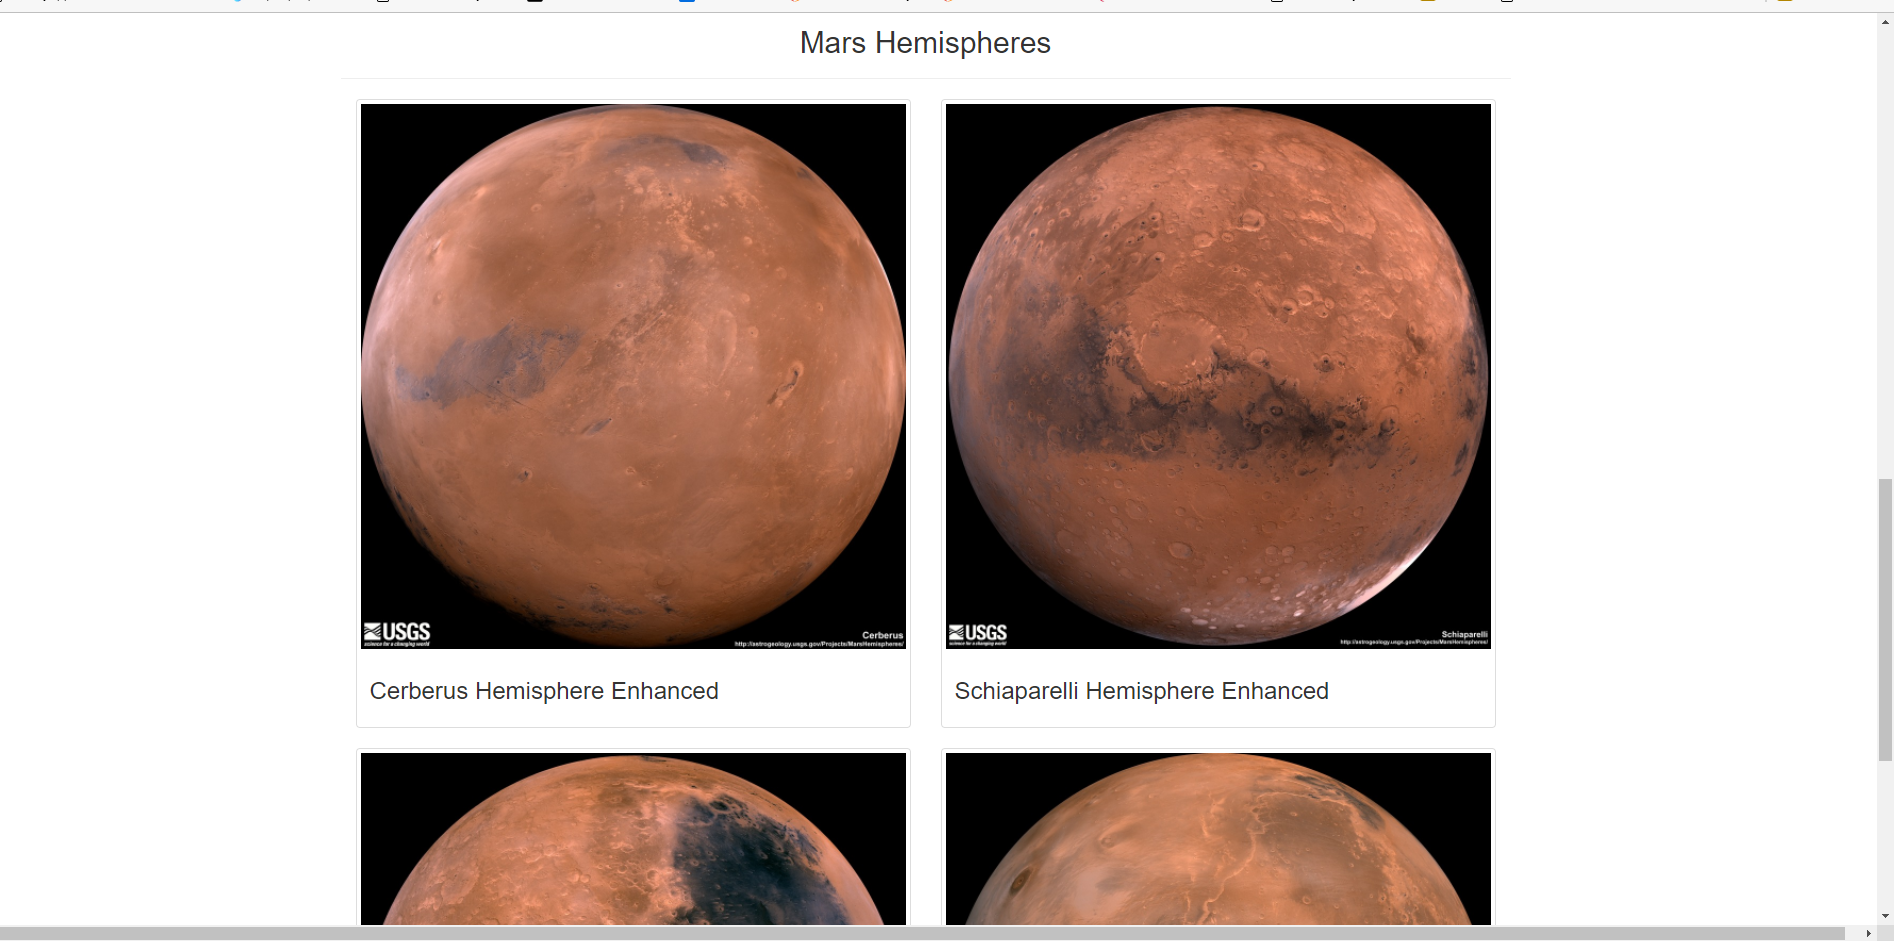 Mars Hemispheres
USGS
science for a changing world
Cerberus
http://astrogeology.usgs.gov/Projects/MarsHemispheres/
USGS
science for a changing world
Schiaparelli
http://astrogeology.usgs.gov/Projects/MarsHemispheres/
Cerberus Hemisphere Enhanced
Schiaparelli Hemisphere Enhanced